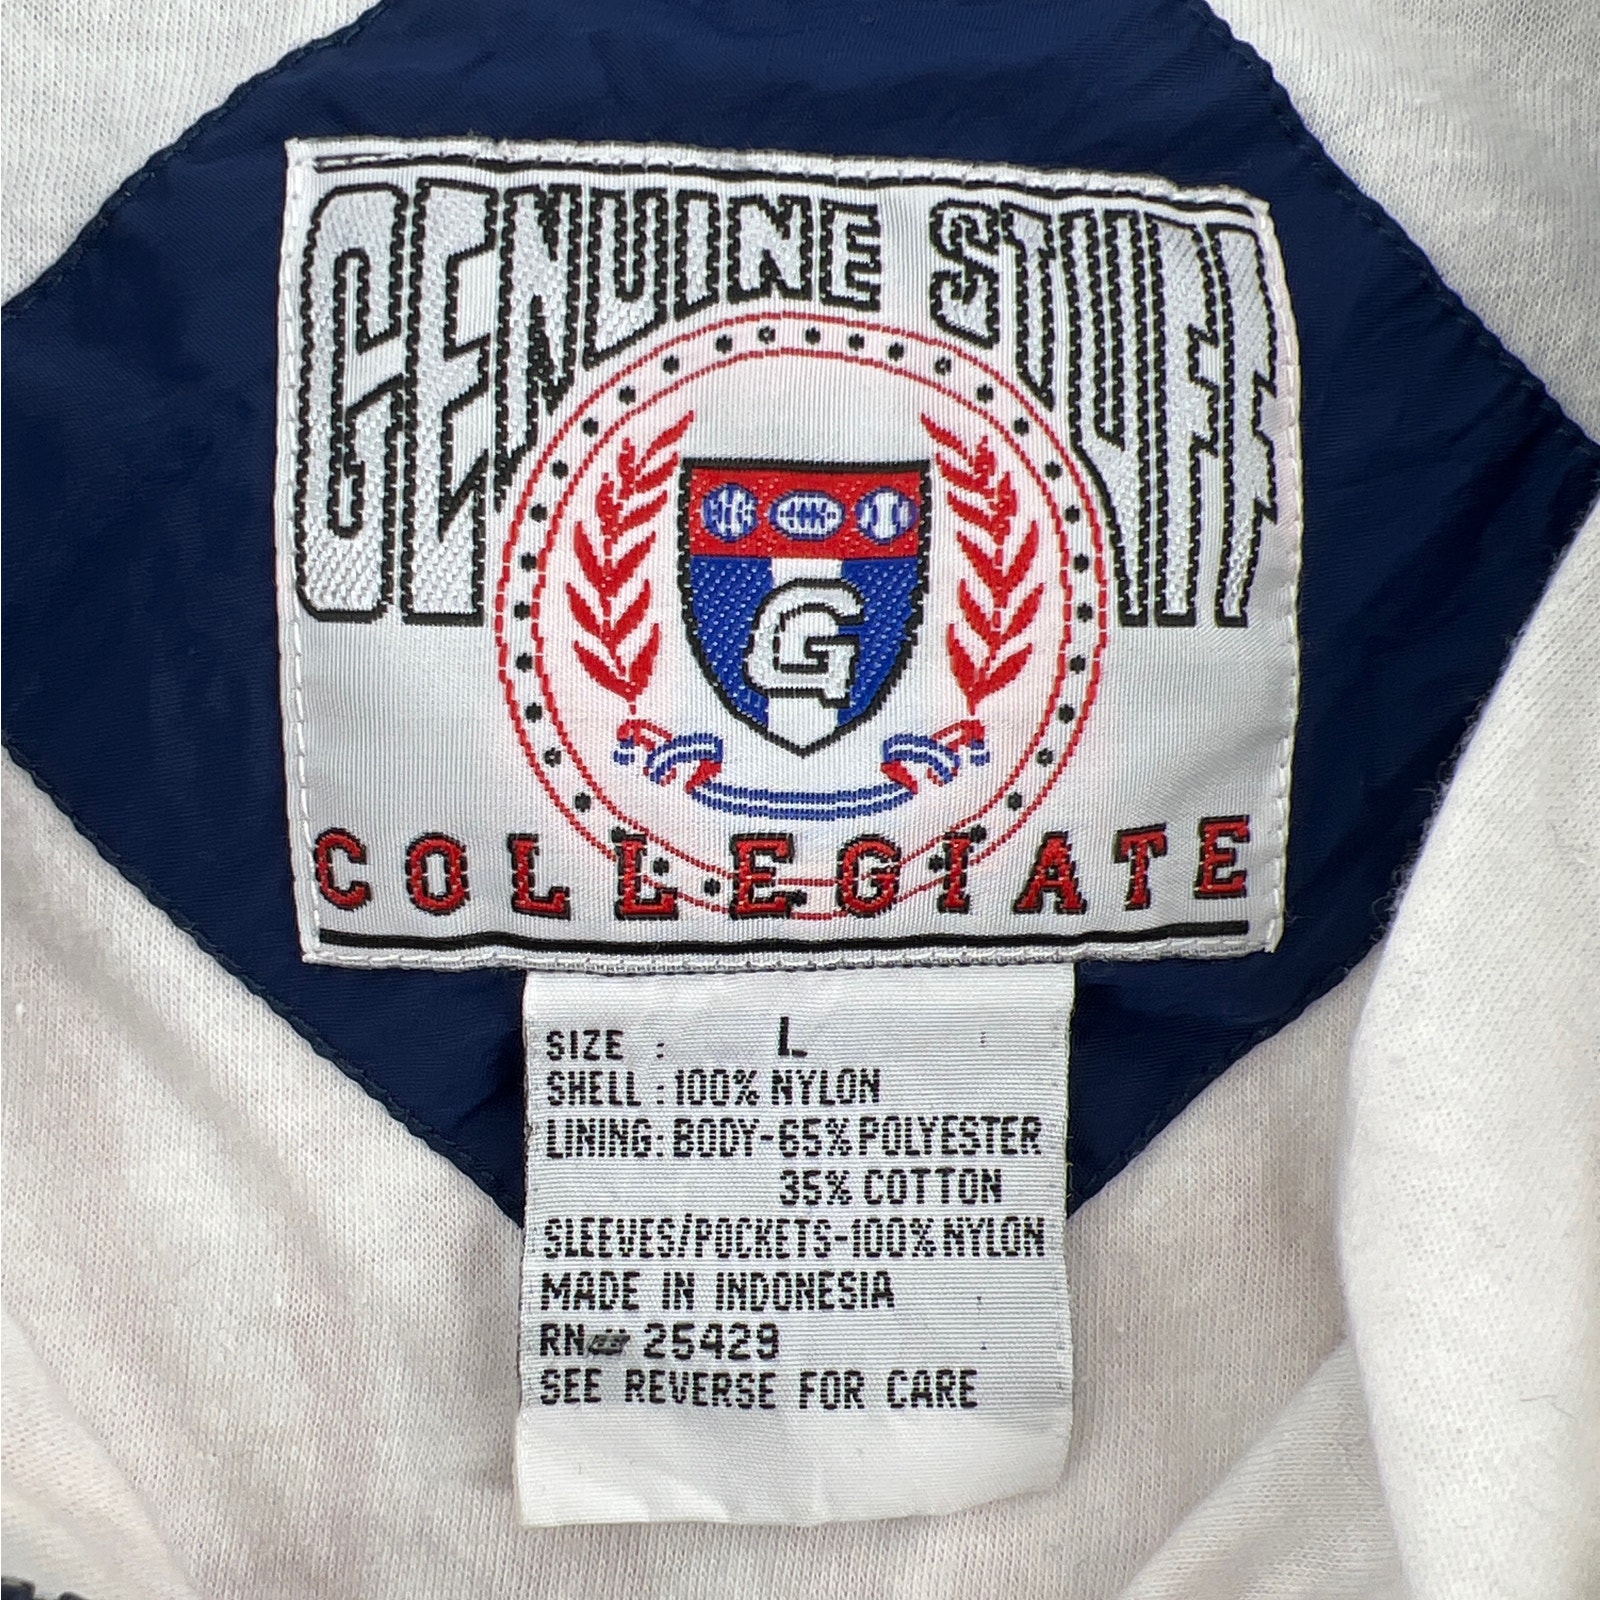 GENUINE STUFF
G
COLLEGIATE
SIZE : L
SHELL : 100% NYLON
LINING: BODY-65% POLYESTER
35% COTTON
SLEEVES/POCKETS-100% NYLON
MADE IN INDONESIA
RN# 25429
SEE REVERSE FOR CARE